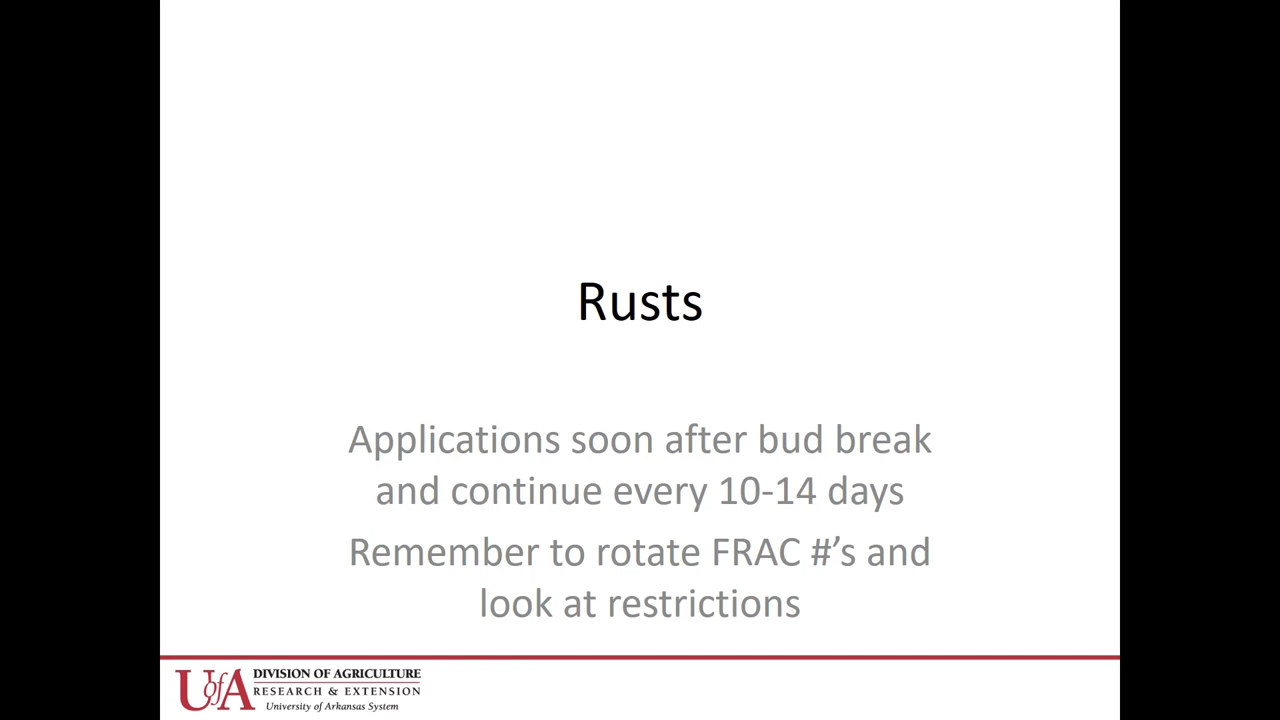 Rusts
Applications soon after bud break
and continue every 10-14 days
Remember to rotate FRAC #’s and
look at restrictions
UofA
DIVISION OF AGRICULTURE
RESEARCH & EXTENSION
University of Arkansas System